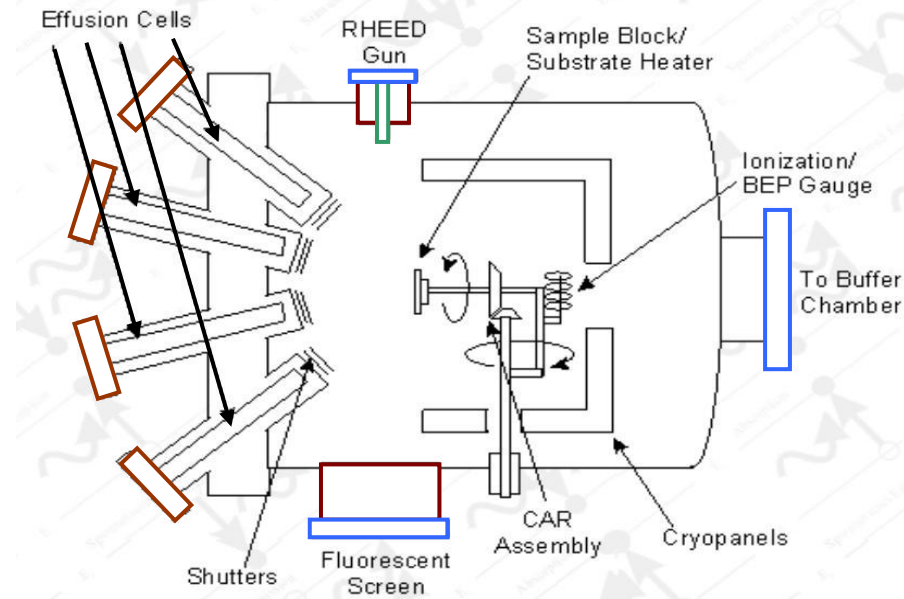 Effusion Cells
RHEED
Gun
Sample Block/
Substrate Heater
Ionization/
BEP Gauge
To Buffer
Chamber
Cryopanels
CAR
Assembly
Fluorescent
Screen
Shutters